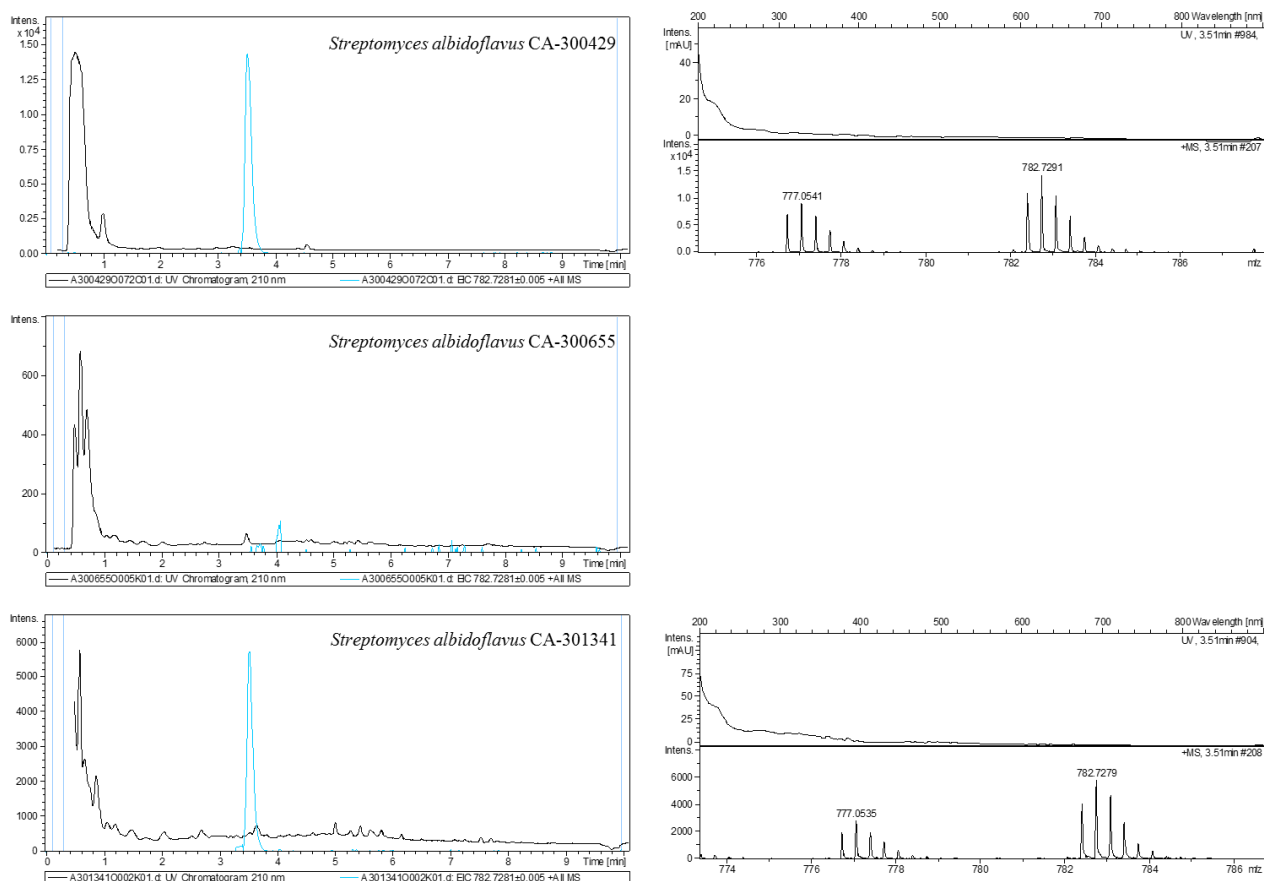 Intens.
x10⁴
Streptomyces albidoflavus CA-300429
1.50
1.25
1.00
0.75
0.50
0.25
0.00
1 2 3 4 5 6 7 8 9 Time [min]
A300429O072C01.d: UV Chromatogram, 210 nm A300429O072C01.d: EIC 782.7281±0.005 +All MS
200 300 400 500 600 700 800 Wavelength [nm]
Intens.
[mAU]
UV, 3.51min #984,
40
20
0
Intens.
x10⁴
+MS, 3.51min #207
782.7291
777.0541
1.5
1.0
0.5
0.0
776 778 780 782 784 786 m/z
Intens.
Streptomyces albidoflavus CA-300655
600
400
200
0
0 1 2 3 4 5 6 7 8 9 Time [min]
A300655O005K01.d: UV Chromatogram, 210 nm A300655O005K01.d: EIC 782.7281±0.005 +All MS
Intens.
Streptomyces albidoflavus CA-301341
6000
5000
4000
3000
2000
1000
0
0 1 2 3 4 5 6 7 8 9 Time [min]
A301341O002K01.d: UV Chromatogram, 210 nm A301341O002K01.d: EIC 782.7281±0.005 +All MS
200 300 400 500 600 700 800 Wavelength [nm]
Intens.
[mAU]
UV, 3.51min #904,
75
50
25
0
Intens.
+MS, 3.51min #208
782.7279
777.0535
6000
4000
2000
0
774 776 778 780 782 784 786 m/z